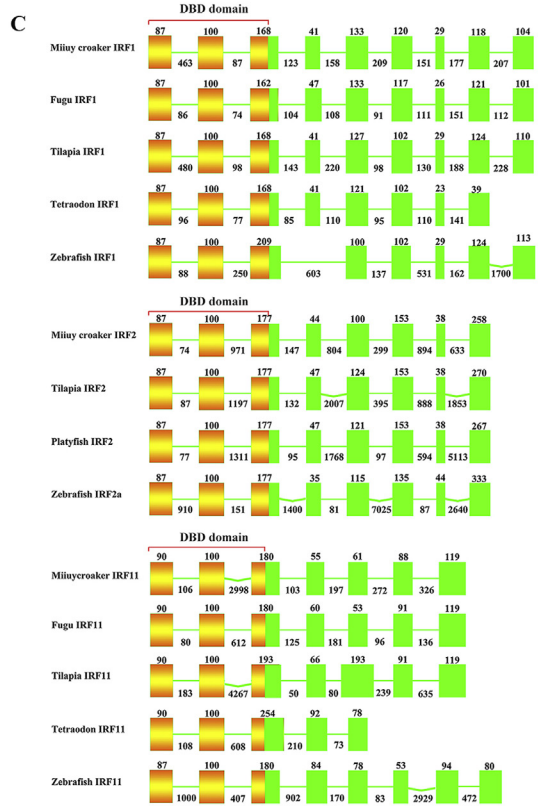 C
DBD domain
87 100 168 41 133 120 29 118 104
Miiuy croaker IRF1
463 87 123 158 209 151 177 207
87 100 162 47 133 117 26 121 101
Fugu IRF1
86 74 104 108 91 111 151 112
87 100 168 41 127 102 29 124 110
Tilapia IRF1
480 98 143 220 98 130 188 228
87 100 168 41 121 102 23 39
Tetraodon IRF1
96 77 85 110 95 110 141
87 100 209 100 102 29 124 113
Zebrafish IRF1
88 250 603 137 531 162 1700
DBD domain
87 100 177 44 100 153 38 258
Miiuy croaker IRF2
74 971 147 804 299 894 633
87 100 177 47 124 153 38 270
Tilapia IRF2
87 1197 132 2007 395 888 1853
87 100 177 47 121 153 38 267
Platyfish IRF2
77 1311 95 1768 97 594 5113
87 100 177 35 115 135 44 333
Zebrafish IRF2a
910 151 1400 81 7025 87 2640
DBD domain
90 100 180 55 61 88 119
Miiuycroaker IRF11
106 2998 103 197 272 326
90 100 180 60 53 91 119
Fugu IRF11
80 612 125 181 96 136
90 100 193 66 193 91 119
Tilapia IRF11
183 4267 50 80 239 635
90 100 254 92 78
Tetraodon IRF11
108 608 210 73
87 100 180 84 78 53 94 80
Zebrafish IRF11
1000 407 902 170 83 2929 472